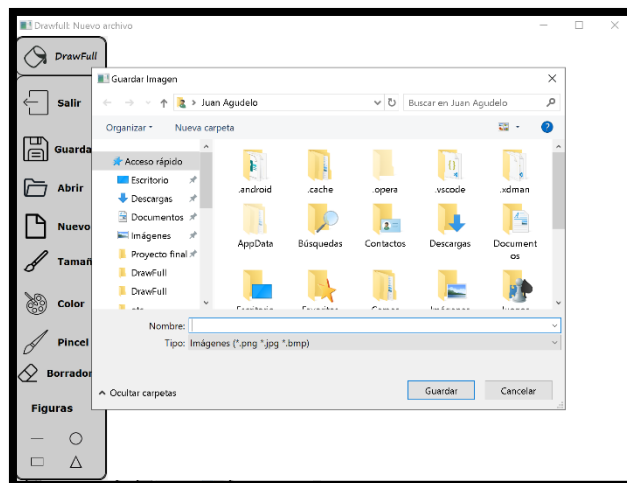 Drawfull: Nuevo archivo
DrawFull
Guardar Imagen
Juan Agudelo
Buscar en Juan Agudelo
Organizar
Nueva carpeta
Salir
Guarda
Abrir
Nuevo
Tamañ
Color
Pincel
Borrador
Figuras
Acceso rápido
Escritorio
Descargas
Documentos
Imágenes
Proyecto final
DrawFull
DrawFull
.android
.cache
.opera
.vscode
.xdman
AppData
Búsquedas
Contactos
Descargas
Document
os
Nombre:
Tipo: Imágenes (*.png *.jpg *.bmp)
Ocultar carpetas
Guardar
Cancelar